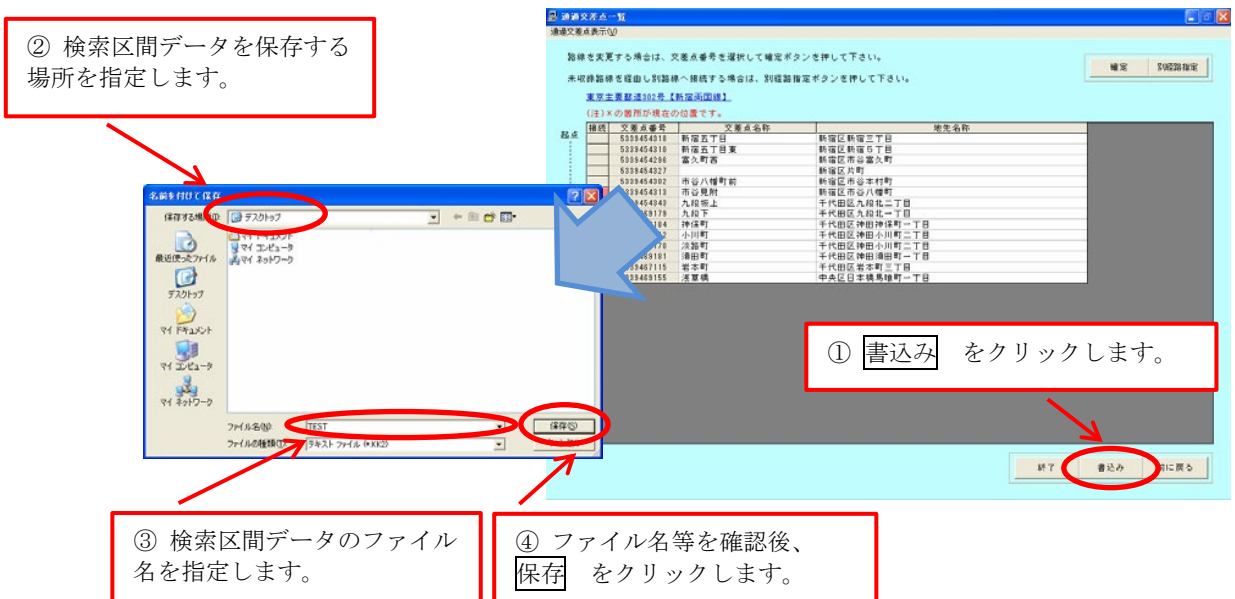 ② 検索区間データを保存する
場所を指定します。
通過交差点一覧
通過交差点表示(V)
路線を変更する場合は、交差点番号を選択して確定ボタンを押して下さい。
未収録路線を経由し別路線へ接続する場合は、別経路指定ボタンを押して下さい。
確定 別経路指定
東京主要都道302号【新宿両国線】
(注)×の箇所が現在の位置です。
起点
接続 交差点番号 交差点名称 地先名称
5339454318 新宿五丁目 新宿区新宿三丁目
5339454310 新宿五丁目東 新宿区新宿5丁目
5339454296 富久町西 新宿区市谷富久町
5339454327 新宿区片町
5339454302 市谷八幡町前 新宿区市谷本村町
454313 市谷見附 新宿区市谷八幡町
454343 九段坂上 千代田区九段北二丁目
九段下 千代田区九段北一丁目
神保町 千代田区神田神保町一丁目
小川町 千代田区神田小川町二丁目
淡路町 千代田区神田小川町二丁目
須田町 千代田区神田須田町一丁目
岩本町 千代田区岩本町三丁目
浅草橋 中央区日本橋馬喰町一丁目
名前を付けて保存
保存する場所(I): デスクトップ
マイ ドキュメント
マイ コンピュータ
マイ ネットワーク
最近使ったファイル
デスクトップ
マイ ドキュメント
マイ コンピュータ
マイ ネットワーク
ファイル名(N): TEST 保存(S)
ファイルの種類(T): テキスト ファイル (*.KK2)
① 書込み をクリックします。
終了 書込み 前に戻る
③ 検索区間データのファイル
名を指定します。
④ ファイル名等を確認後、
保存 をクリックします。